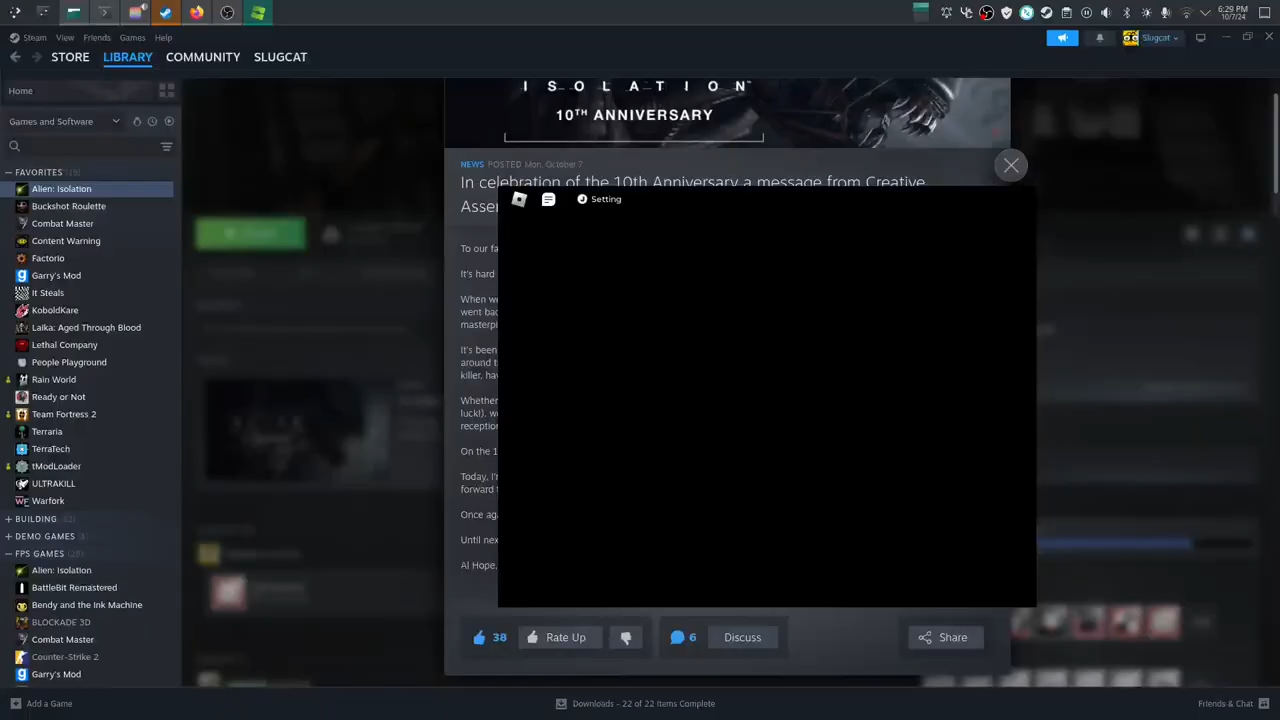 6:29 PM
10/7/24
Steam View Friends Games Help
Slugcat
STORE LIBRARY COMMUNITY SLUGCAT
Home
Games and Software
FAVORITES (19)
Alien: Isolation
Buckshot Roulette
Combat Master
Content Warning
Factorio
Garry's Mod
It Steals
KoboldKare
Laika: Aged Through Blood
Lethal Company
People Playground
Rain World
Ready or Not
Team Fortress 2
Terraria
TerraTech
tModLoader
ULTRAKILL
Warfork
BUILDING
DEMO GAMES
FPS GAMES
Alien: Isolation
BattleBit Remastered
Bendy and the Ink Machine
BLOCKADE 3D
Combat Master
Counter-Strike 2
Garry's Mod
ISOLATION™
10TH ANNIVERSARY
NEWS POSTED Mon, October 7
In celebration of the 10th Anniversary a message from Creative
Setting
To our fa
It's hard
When we
went bac
masterpi
It's been
around t
killer, hav
Whether
luck!), w
reception
On the 1
Today, I'r
forward t
Once aga
Until nex
Al Hope,
38 Rate Up 6 Discuss Share
Add a Game
Downloads - 22 of 22 Items Complete
Friends & Chat